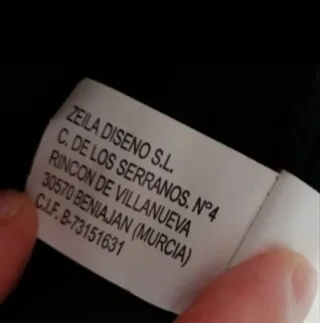 ZEILA DISENO S.L.
C. DE LOS SERRANOS. Nº4
RINCON DE VILLANUEVA
30570 BENIAJAN (MURCIA)
C.I.F. B-73151631